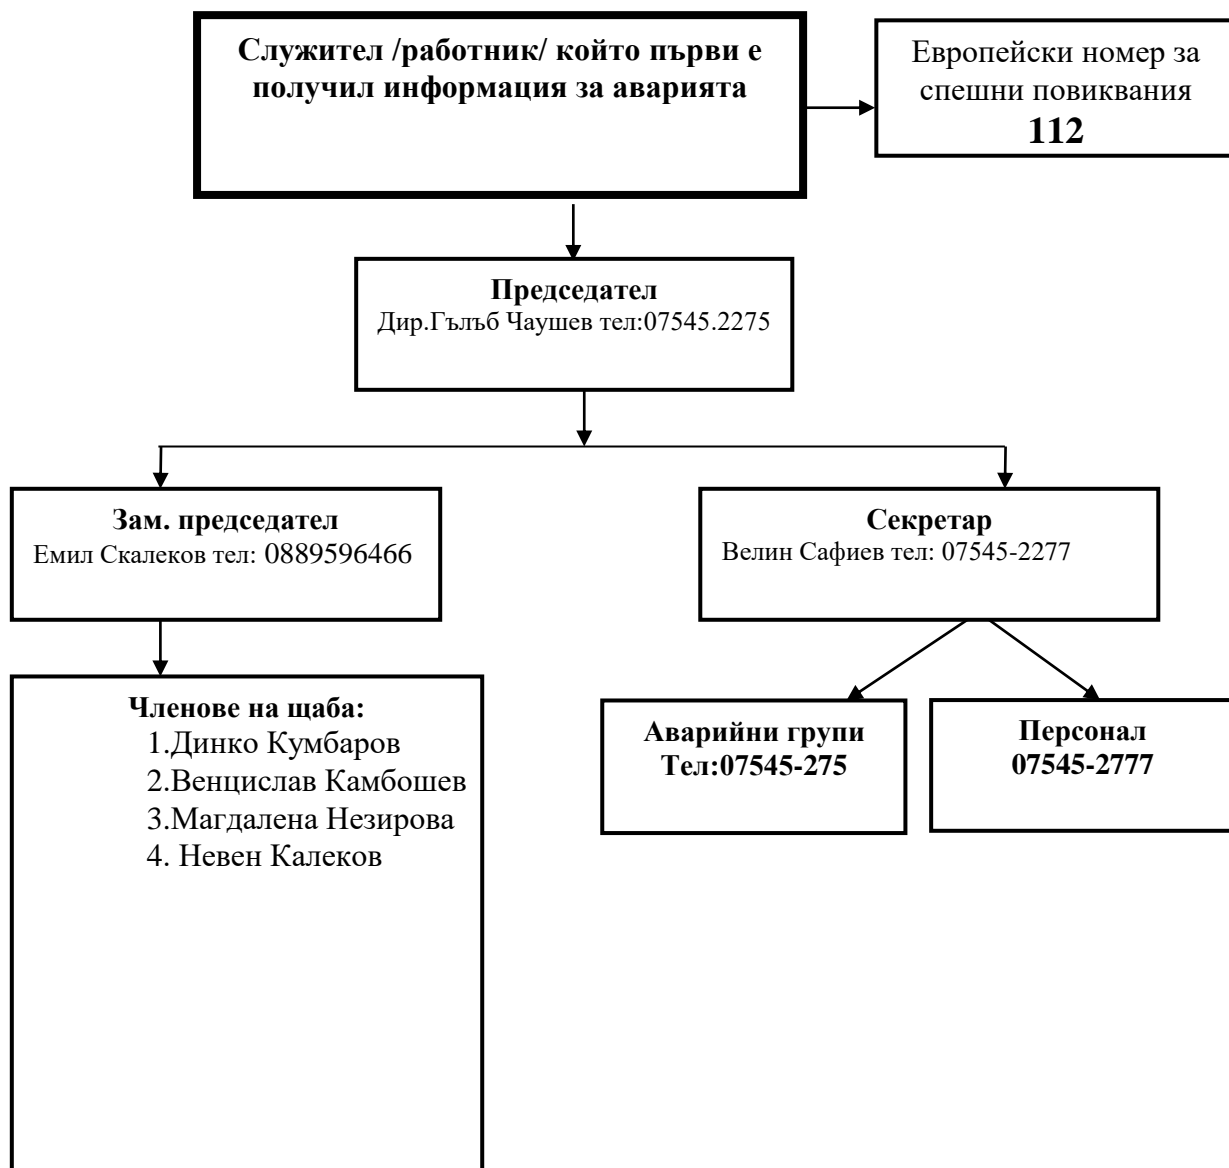 Служител /работник/ който първи е
получил информация за аварията
Европейски номер за
спешни повиквания
112
Председател
Дир.Гълъб Чаушев тел:07545.2275
Зам. председател
Емил Скалеков тел: 0889596466
Секретар
Велин Сафиев тел: 07545-2277
Членове на щаба:
1.Динко Кумбаров
2.Венцислав Камбошев
3.Магдалена Незирова
4. Невен Калеков
Аварийни групи
Тел:07545-275
Персонал
07545-2777